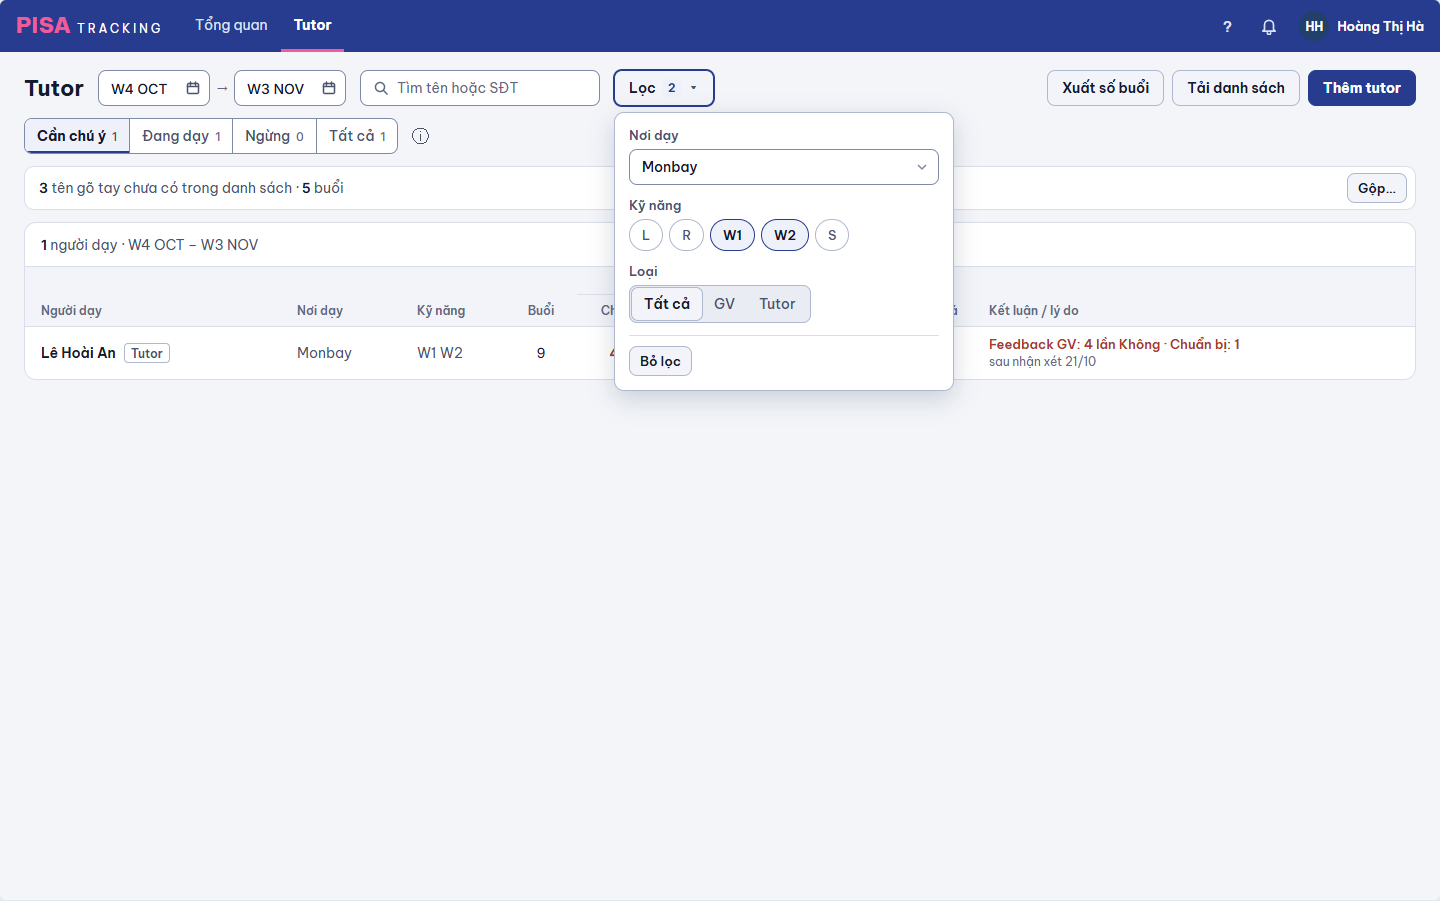 PISA TRACKING Tổng quan Tutor ? HH Hoàng Thị Hà
Tutor W4 OCT → W3 NOV Tìm tên hoặc SĐT Lọc 2 Xuất số buổi Tải danh sách Thêm tutor
Cần chú ý 1 Đang dạy 1 Ngừng 0 Tất cả 1
3 tên gõ tay chưa có trong danh sách · 5 buổi Gộp...
1 người dạy · W4 OCT – W3 NOV
Người dạy Nơi dạy Kỹ năng Buổi Kết luận / lý do
Lê Hoài An Tutor Monbay W1 W2 9 Feedback GV: 4 lần Không · Chuẩn bị: 1
sau nhận xét 21/10
Nơi dạy
Monbay
Kỹ năng
L R W1 W2 S
Loại
Tất cả GV Tutor
Bỏ lọc